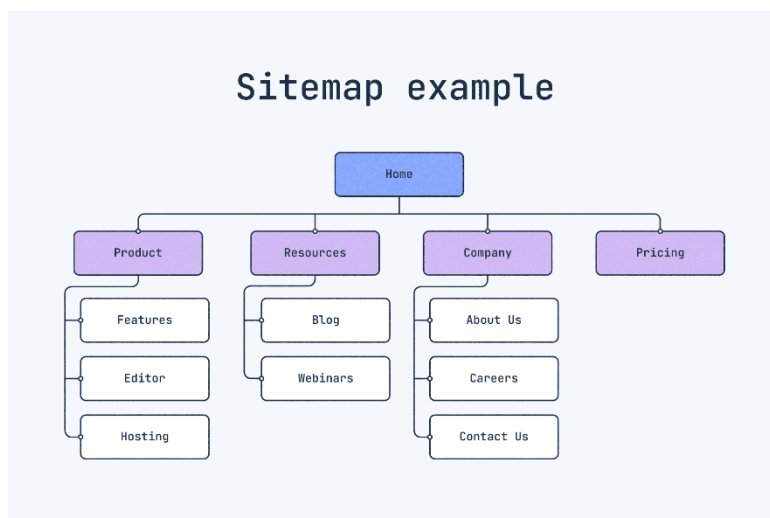 Sitemap example
Home
Product
Resources
Company
Pricing
Features
Blog
About Us
Editor
Webinars
Careers
Hosting
Contact Us